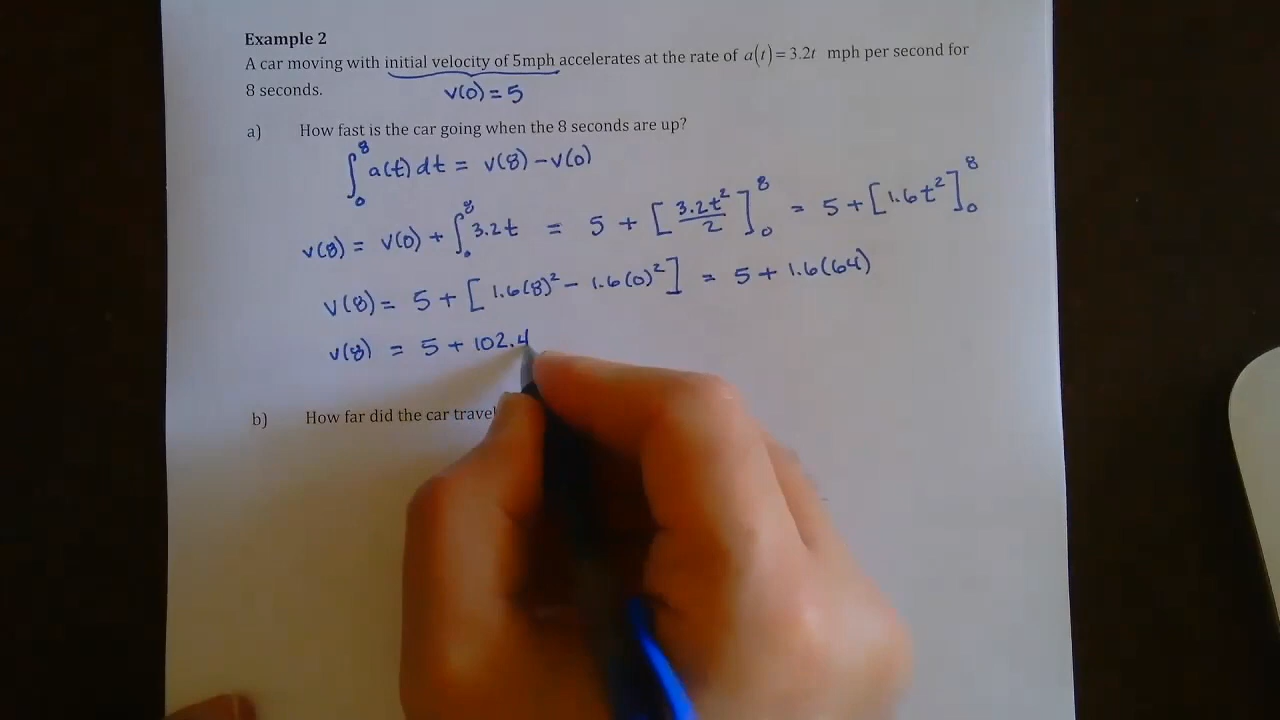 Example 2
A car moving with initial velocity of 5mph accelerates at the rate of a(t) = 3.2t mph per second for
8 seconds. v(0) = 5
a) How fast is the car going when the 8 seconds are up?
∫₀⁸ a(t) dt = v(8) - v(0)
v(8) = v(0) + ∫₀⁸ 3.2t = 5 + [3.2t²/2]₀⁸ = 5 + [1.6t²]₀⁸
v(8) = 5 + [1.6(8)² - 1.6(0)²] = 5 + 1.6(64)
v(8) = 5 + 102.4
b) How far did the car travel